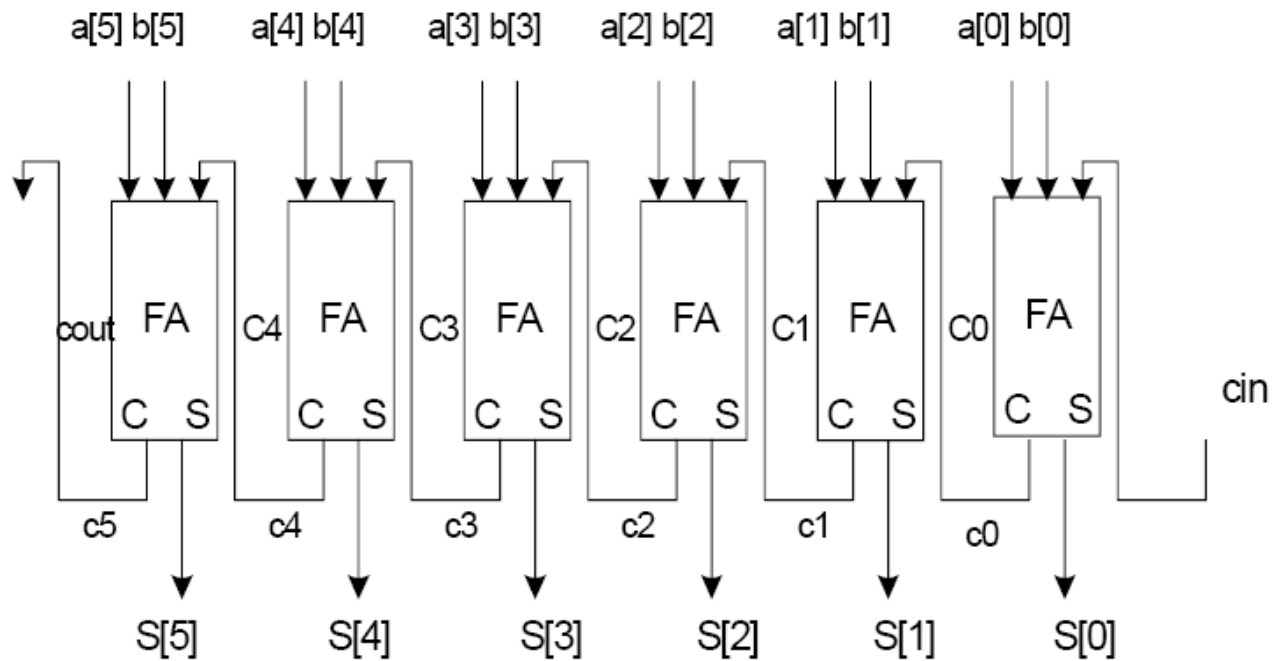 a[5] b[5] a[4] b[4] a[3] b[3] a[2] b[2] a[1] b[1] a[0] b[0]
cout FA C4 FA C3 FA C2 FA C1 FA C0 FA
cin
C S C S C S C S C S C S
c5 c4 c3 c2 c1 c0
S[5] S[4] S[3] S[2] S[1] S[0]